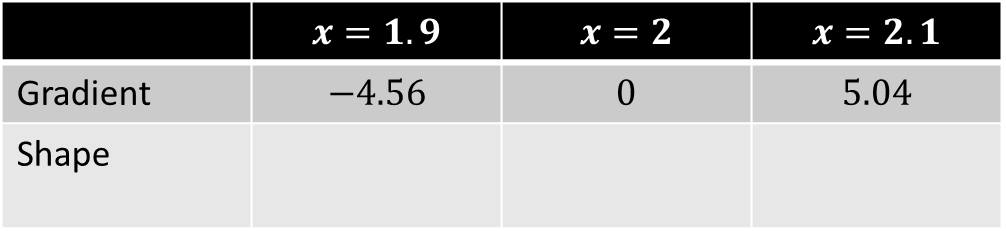 x = 1.9 x = 2 x = 2.1
Gradient −4.56 0 5.04
Shape